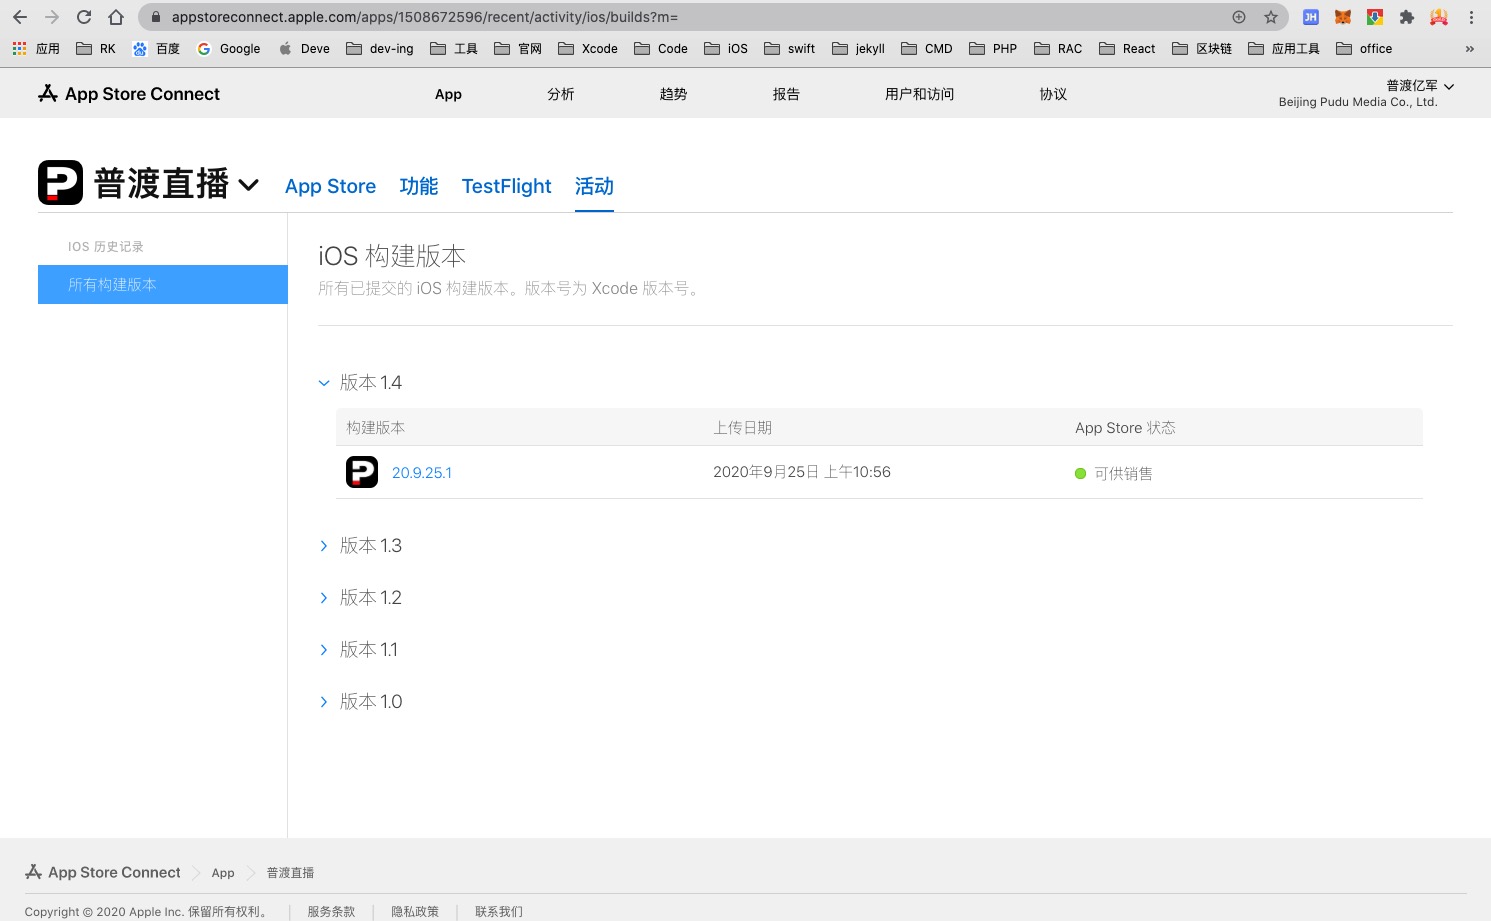 appstoreconnect.apple.com/apps/1508672596/recent/activity/ios/builds?m=
JH
应用 RK 百度 Google Deve dev-ing 工具 官网 Xcode Code iOS swift jekyll CMD PHP RAC React 区块链 应用工具 office »
App Store Connect App 分析 趋势 报告 用户和访问 协议 普渡亿军
Beijing Pudu Media Co., Ltd.
普渡直播 App Store 功能 TestFlight 活动
IOS 历史记录
所有构建版本
iOS 构建版本
所有已提交的 iOS 构建版本。版本号为 Xcode 版本号。
版本 1.4
构建版本 上传日期 App Store 状态
20.9.25.1 2020年9月25日 上午10:56 可供销售
版本 1.3
版本 1.2
版本 1.1
版本 1.0
App Store Connect App 普渡直播
Copyright © 2020 Apple Inc. 保留所有权利。 服务条款 隐私政策 联系我们